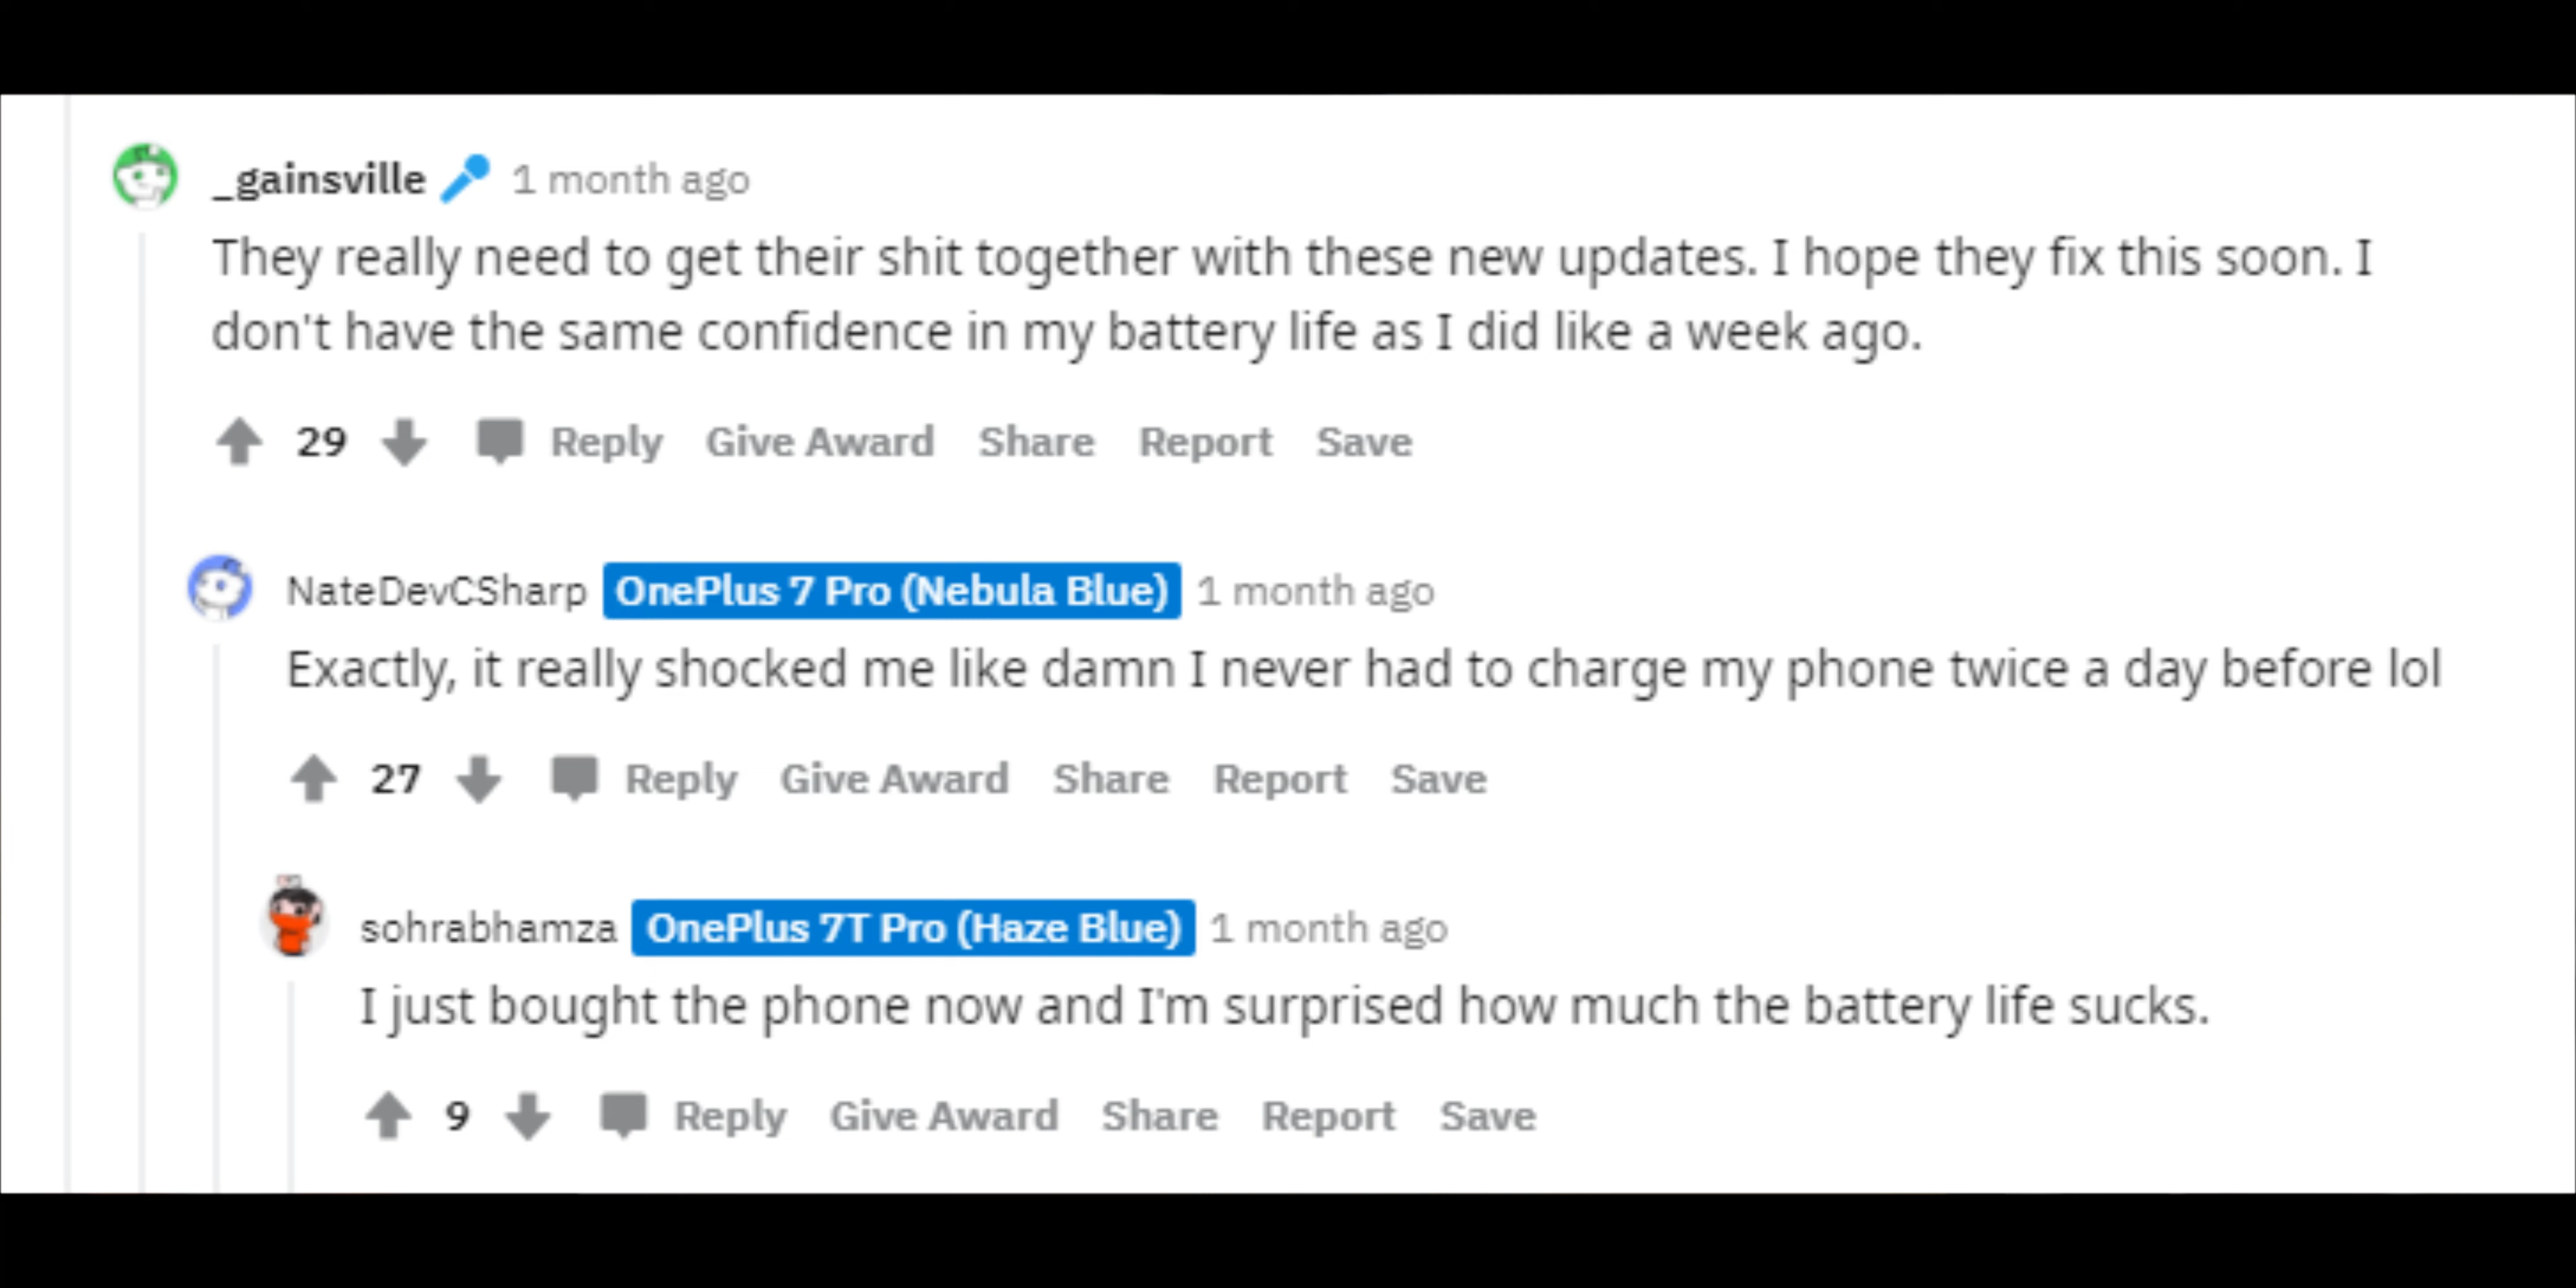 _gainsville 1 month ago
They really need to get their shit together with these new updates. I hope they fix this soon. I
don't have the same confidence in my battery life as I did like a week ago.
29 Reply Give Award Share Report Save
NateDevCSharp OnePlus 7 Pro (Nebula Blue) 1 month ago
Exactly, it really shocked me like damn I never had to charge my phone twice a day before lol
27 Reply Give Award Share Report Save
sohrabhamza OnePlus 7T Pro (Haze Blue) 1 month ago
I just bought the phone now and I'm surprised how much the battery life sucks.
9 Reply Give Award Share Report Save